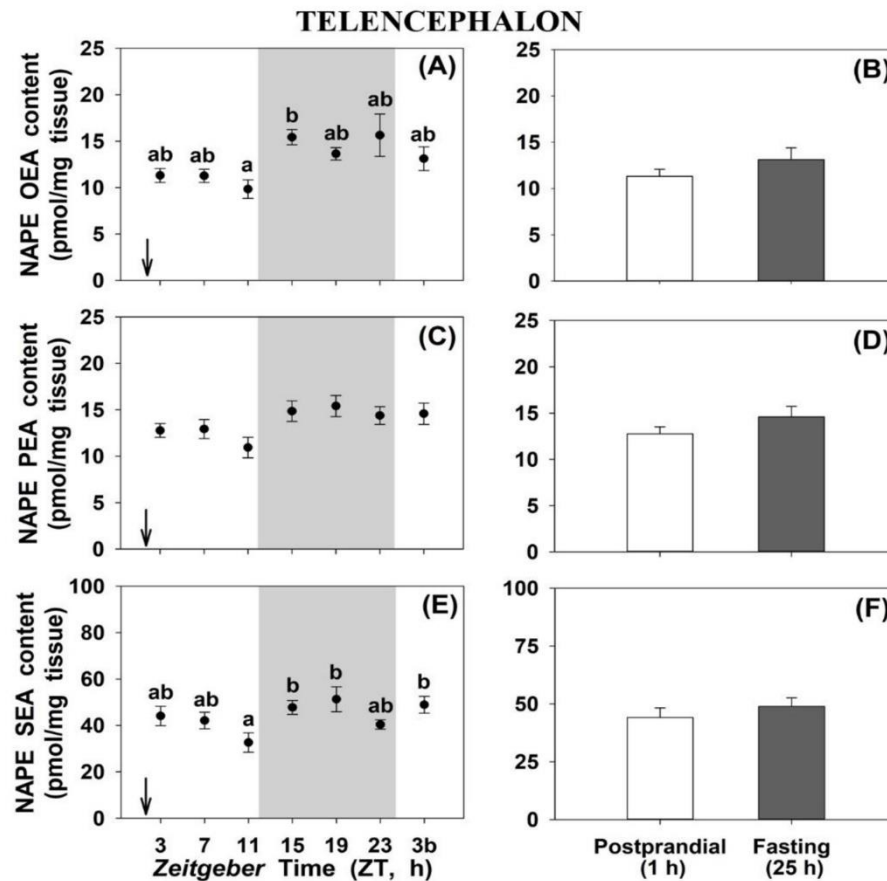 TELENCEPHALON
NAPE OEA content
(pmol/mg tissue)
25
20
15
10
5
0
(A)
ab
ab
a
b
ab
ab
ab
25
20
15
10
5
0
(B)
NAPE PEA content
(pmol/mg tissue)
25
20
15
10
5
0
(C)
25
20
15
10
5
0
(D)
NAPE SEA content
(pmol/mg tissue)
100
80
60
40
20
0
(E)
ab
ab
a
b
b
ab
b
3 7 11 15 19 23 3b
Zeitgeber Time (ZT, h)
100
75
50
25
0
(F)
Postprandial Fasting
(1 h) (25 h)